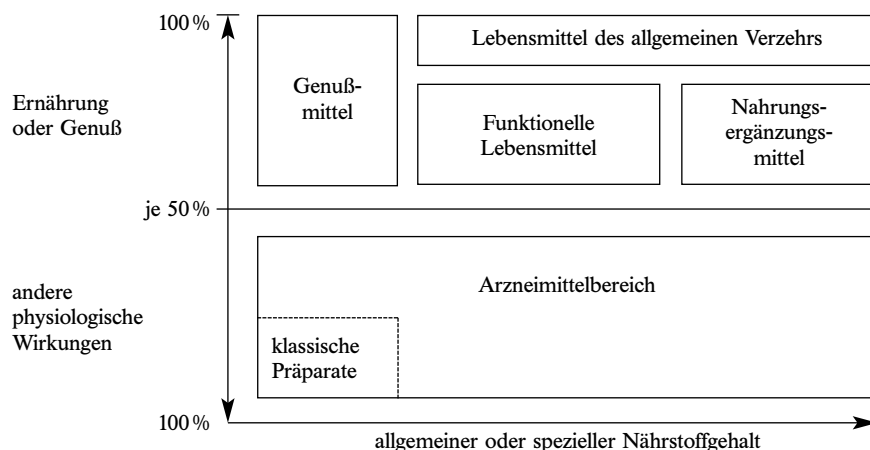 100 %
Lebensmittel des allgemeinen Verzehrs
Genuß-
mittel
Ernährung
oder Genuß
Funktionelle
Lebensmittel
Nahrungs-
ergänzungs-
mittel
je 50 %
andere
physiologische
Wirkungen
Arzneimittelbereich
klassische
Präparate
100 %
allgemeiner oder spezieller Nährstoffgehalt